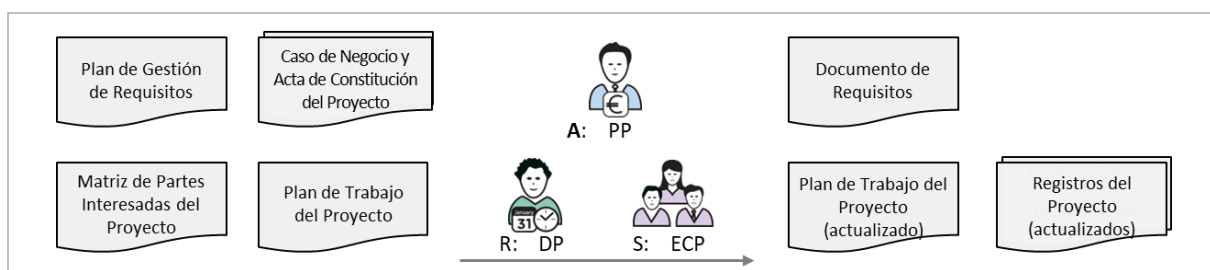 Plan de Gestión
de Requisitos
Caso de Negocio y
Acta de Constitución
del Proyecto
€
A: PP
Documento de
Requisitos
Matriz de Partes
Interesadas del
Proyecto
Plan de Trabajo
del Proyecto
January
31
R: DP
S: ECP
Plan de Trabajo del
Proyecto
(actualizado)
Registros del
Proyecto
(actualizados)